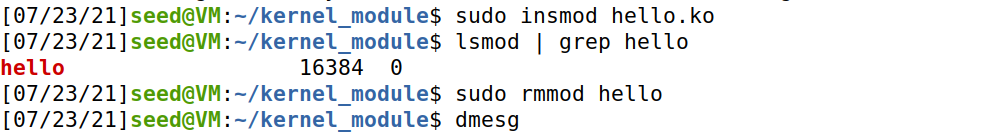 [07/23/21]seed@VM:~/kernel_module$ sudo insmod hello.ko
[07/23/21]seed@VM:~/kernel_module$ lsmod | grep hello
hello                  16384  0
[07/23/21]seed@VM:~/kernel_module$ sudo rmmod hello
[07/23/21]seed@VM:~/kernel_module$ dmesg